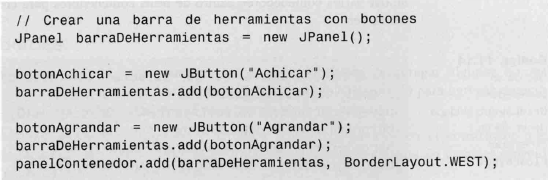 // Crear una barra de herramientas con botones
JPanel barraDeHerramientas = new JPanel();
botonAchicar = new JButton("Achicar");
barraDeHerramientas.add(botonAchicar);
botonAgrandar = new JButton("Agrandar");
barraDeHerramientas.add(botonAgrandar);
panelContenedor.add(barraDeHeramientas, BorderLayout.WEST);